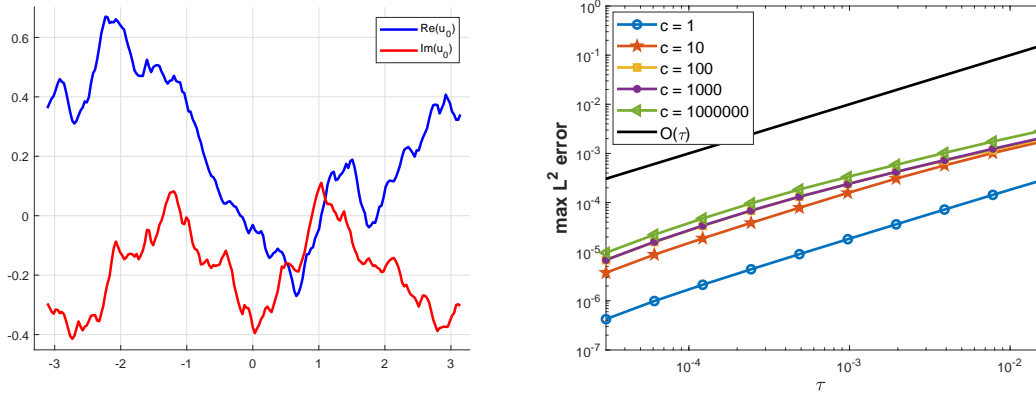 Re(u_0)
Im(u_0)
0.6
0.4
0.2
0
-0.2
-0.4
-3
-2
-1
0
1
2
3
c = 1
c = 10
c = 100
c = 1000
c = 1000000
O(τ)
max L^2 error
10^0
10^-1
10^-2
10^-3
10^-4
10^-5
10^-6
10^-7
10^-4
10^-3
10^-2
τ